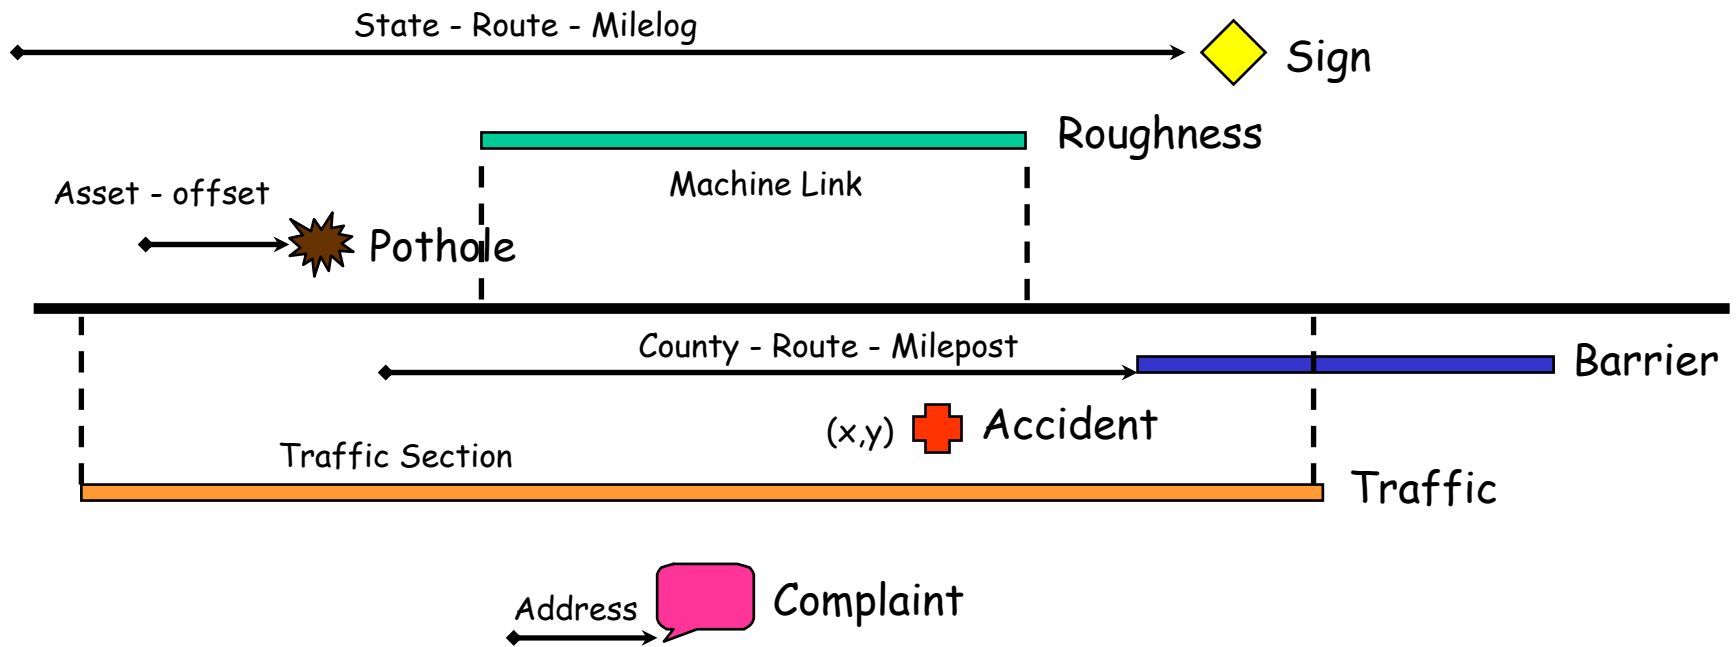 State - Route - Milelog
Sign
Roughness
Asset - offset
Machine Link
Pothole
County - Route - Milepost
Barrier
(x,y)
Accident
Traffic Section
Traffic
Address
Complaint